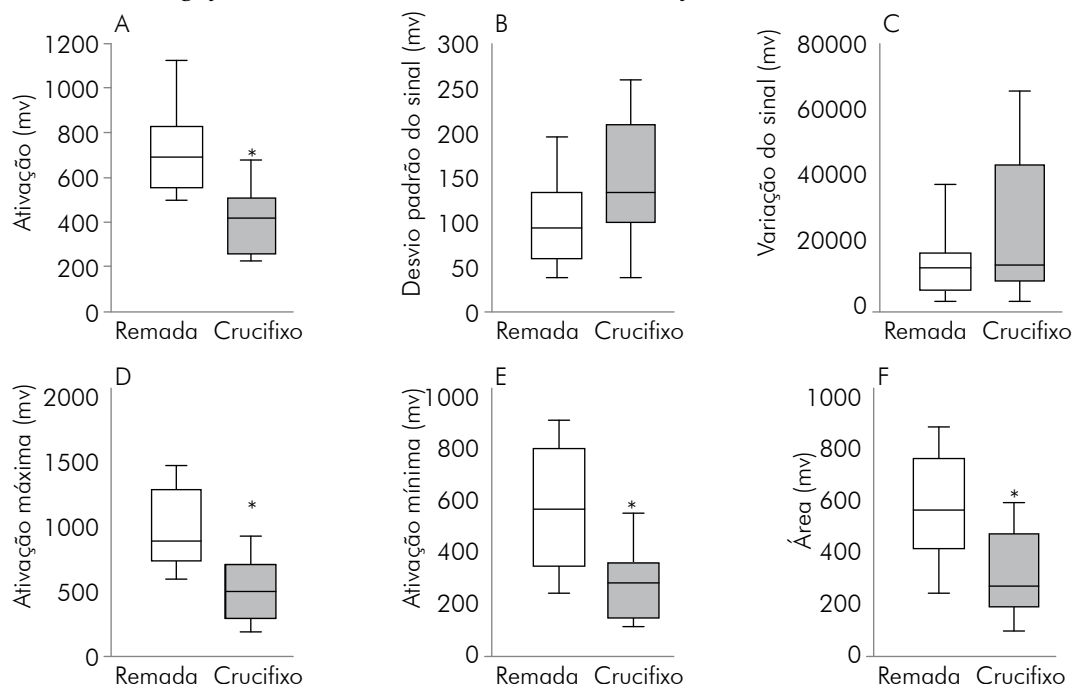 A
Ativação (mv)
1200
1000
800
600
400
200
0
*
Remada Crucifixo
B
Desvio padrão do sinal (mv)
300
250
200
150
100
50
0
Remada Crucifixo
C
Variação do sinal (mv)
80000
60000
40000
20000
0
Remada Crucifixo
D
Ativação máxima (mv)
2000
1500
1000
500
0
*
Remada Crucifixo
E
Ativação mínima (mv)
1000
800
600
400
200
0
*
Remada Crucifixo
F
Área (mv)
1000
800
600
400
200
0
*
Remada Crucifixo